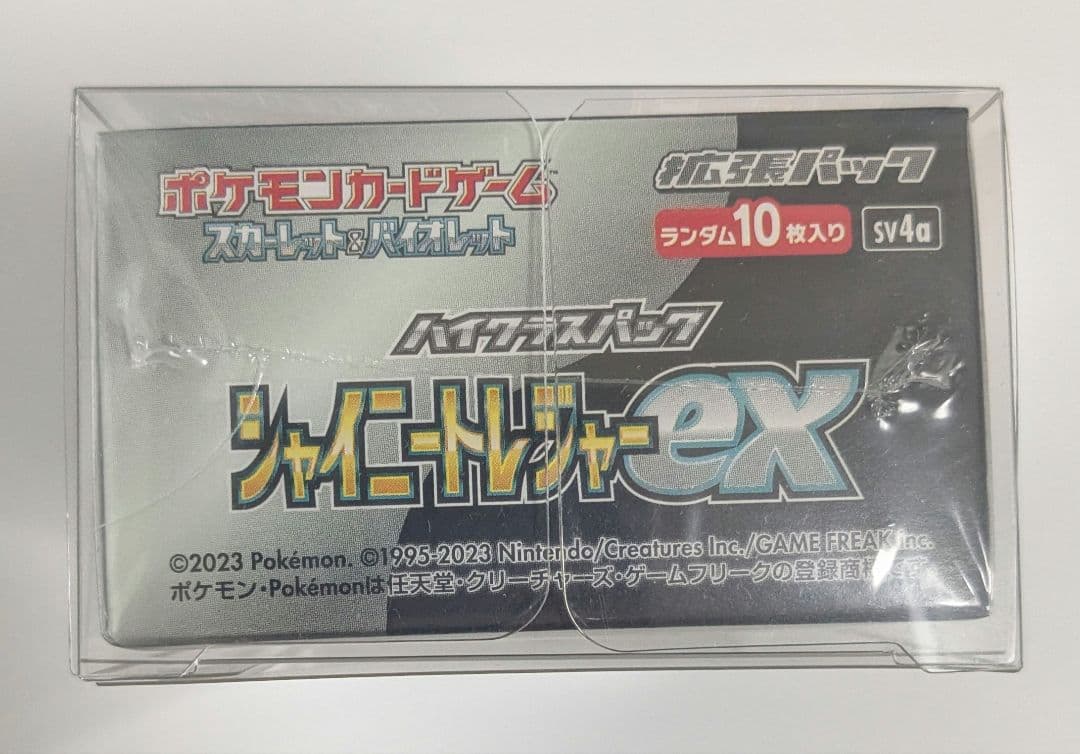 ポケモンカードゲーム™
スカーレット&バイオレット
拡張パック
ランダム10枚入り
SV4a
ハイクラスパック
シャイニートレジャーex
©2023 Pokémon. ©1995-2023 Nintendo/Creatures Inc./GAME FREAK inc.
ポケモン・Pokémonは任天堂・クリーチャーズ・ゲームフリークの登録商標です